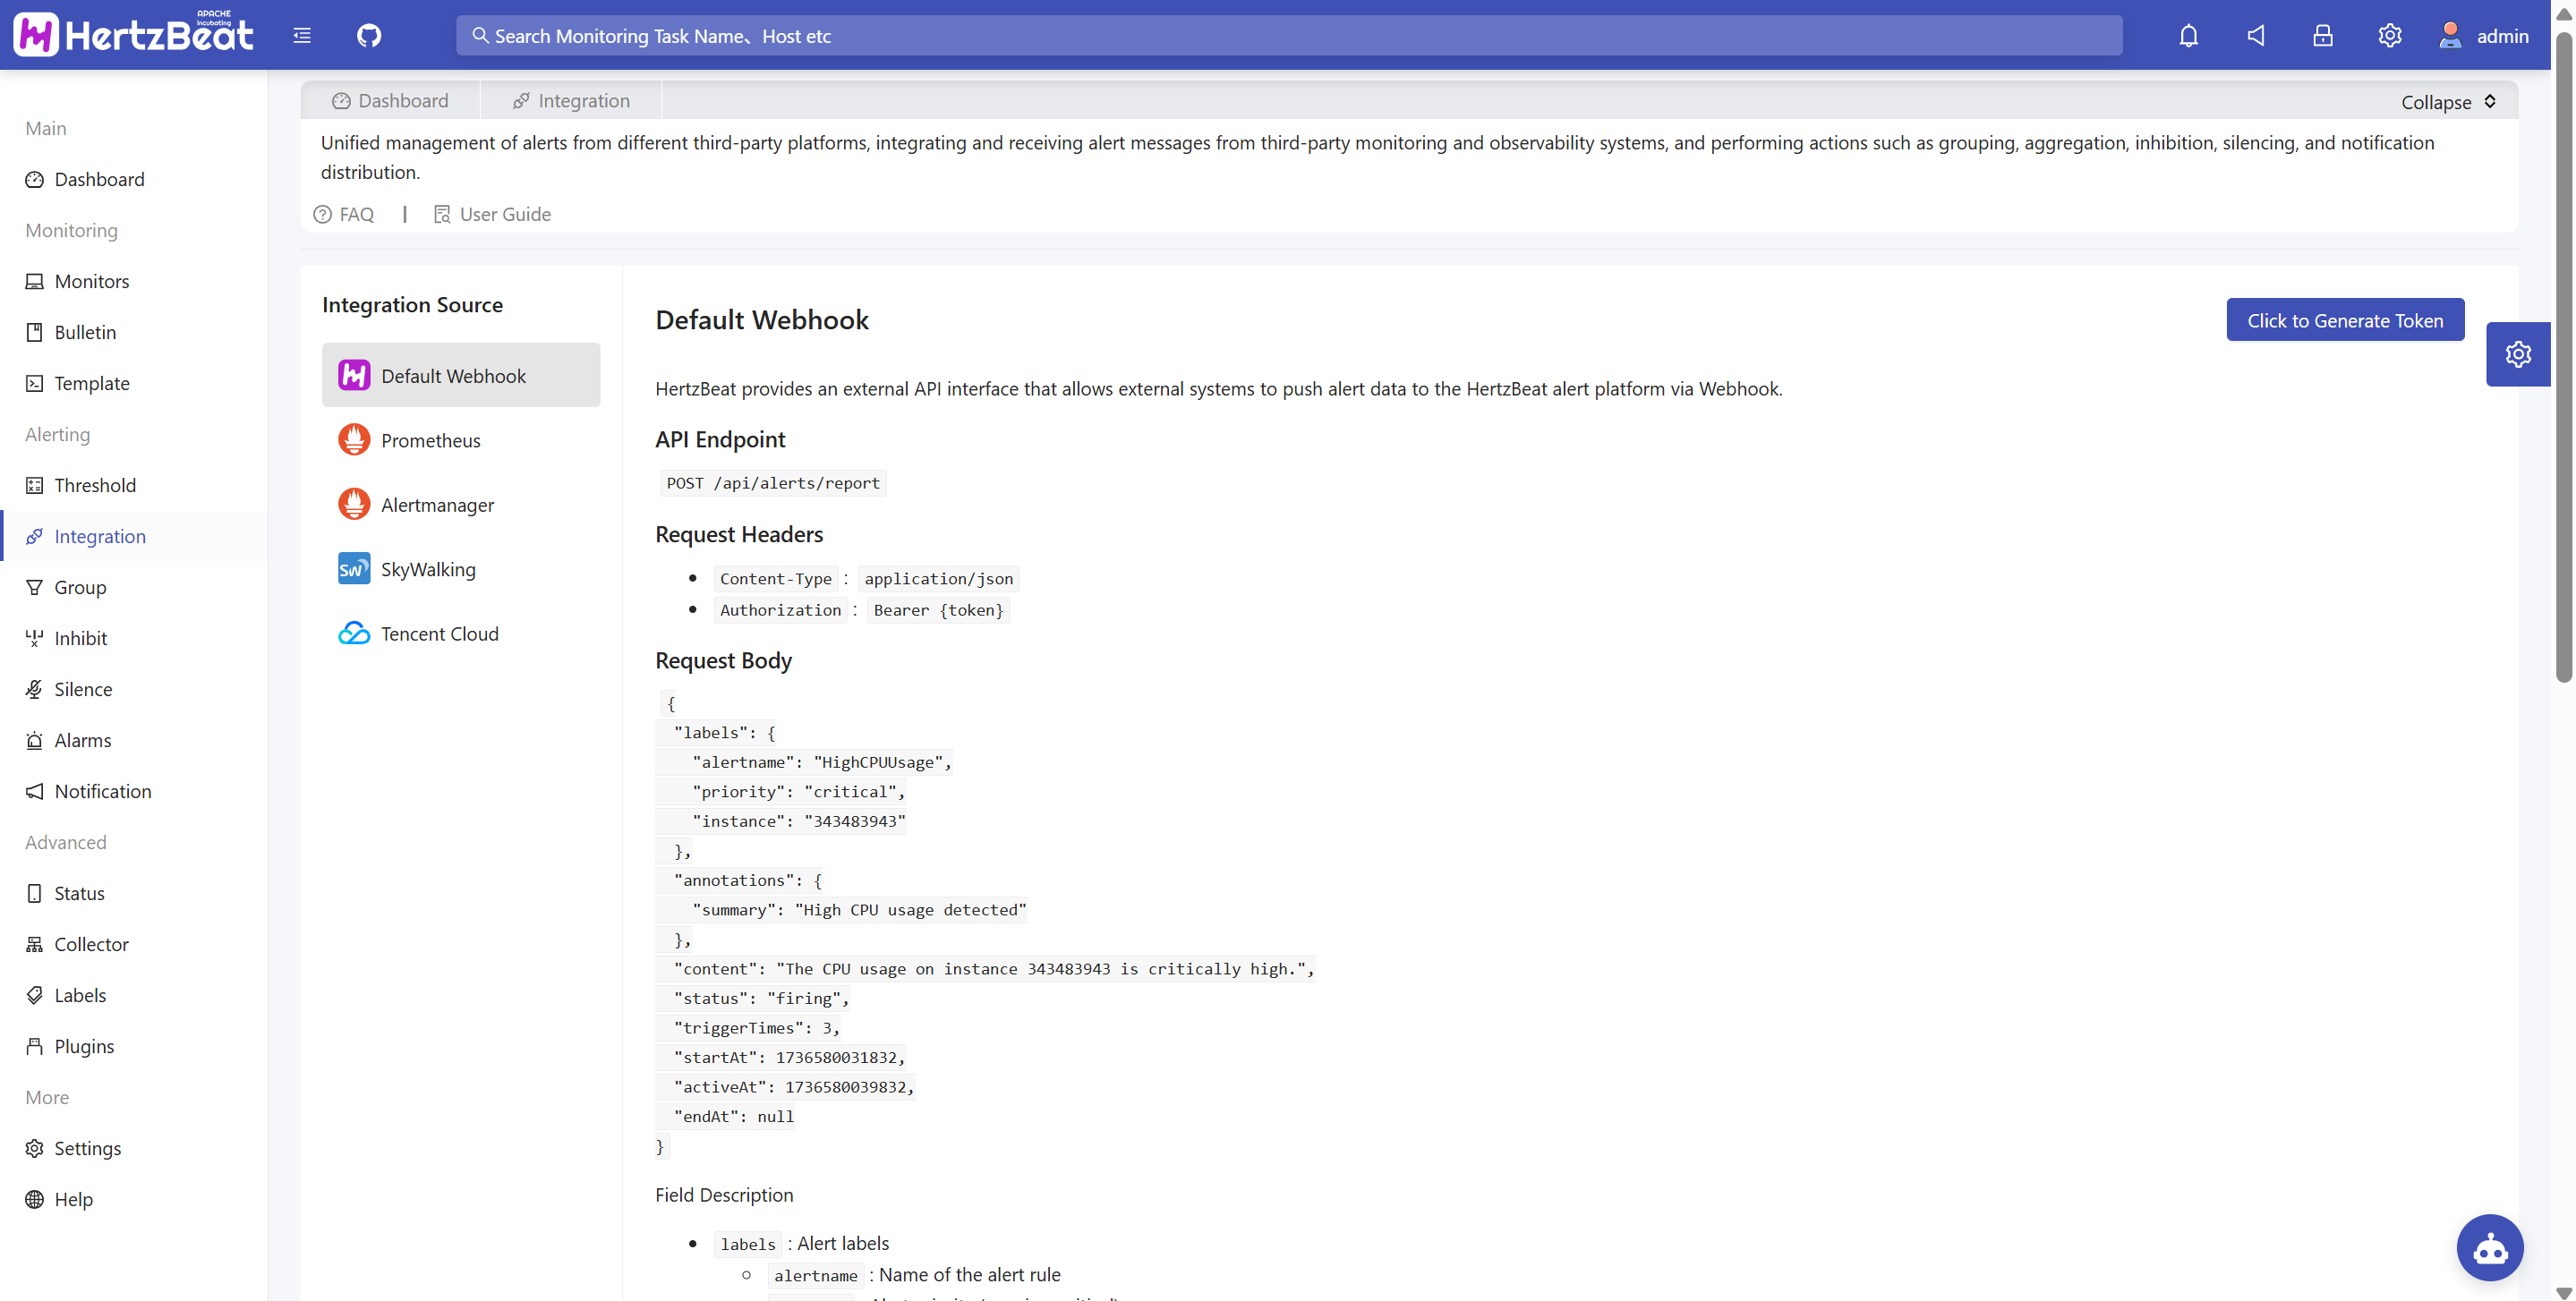 APACHE
incubating
HertzBeat
Search Monitoring Task Name、Host etc
admin
Main
Dashboard
Monitoring
Monitors
Bulletin
Template
Alerting
Threshold
Integration
Group
Inhibit
Silence
Alarms
Notification
Advanced
Status
Collector
Labels
Plugins
More
Settings
Help
Dashboard
Integration
Collapse
Unified management of alerts from different third-party platforms, integrating and receiving alert messages from third-party monitoring and observability systems, and performing actions such as grouping, aggregation, inhibition, silencing, and notification
distribution.
FAQ | User Guide
Integration Source
Default Webhook
Prometheus
Alertmanager
SW SkyWalking
Tencent Cloud
Default Webhook
Click to Generate Token
HertzBeat provides an external API interface that allows external systems to push alert data to the HertzBeat alert platform via Webhook.
API Endpoint
POST /api/alerts/report
Request Headers
Content-Type : application/json
Authorization : Bearer {token}
Request Body
{
"labels": {
"alertname": "HighCPUUsage",
"priority": "critical",
"instance": "343483943"
},
"annotations": {
"summary": "High CPU usage detected"
},
"content": "The CPU usage on instance 343483943 is critically high.",
"status": "firing",
"triggerTimes": 3,
"startAt": 1736580031832,
"activeAt": 1736580039832,
"endAt": null
}
Field Description
labels : Alert labels
alertname : Name of the alert rule